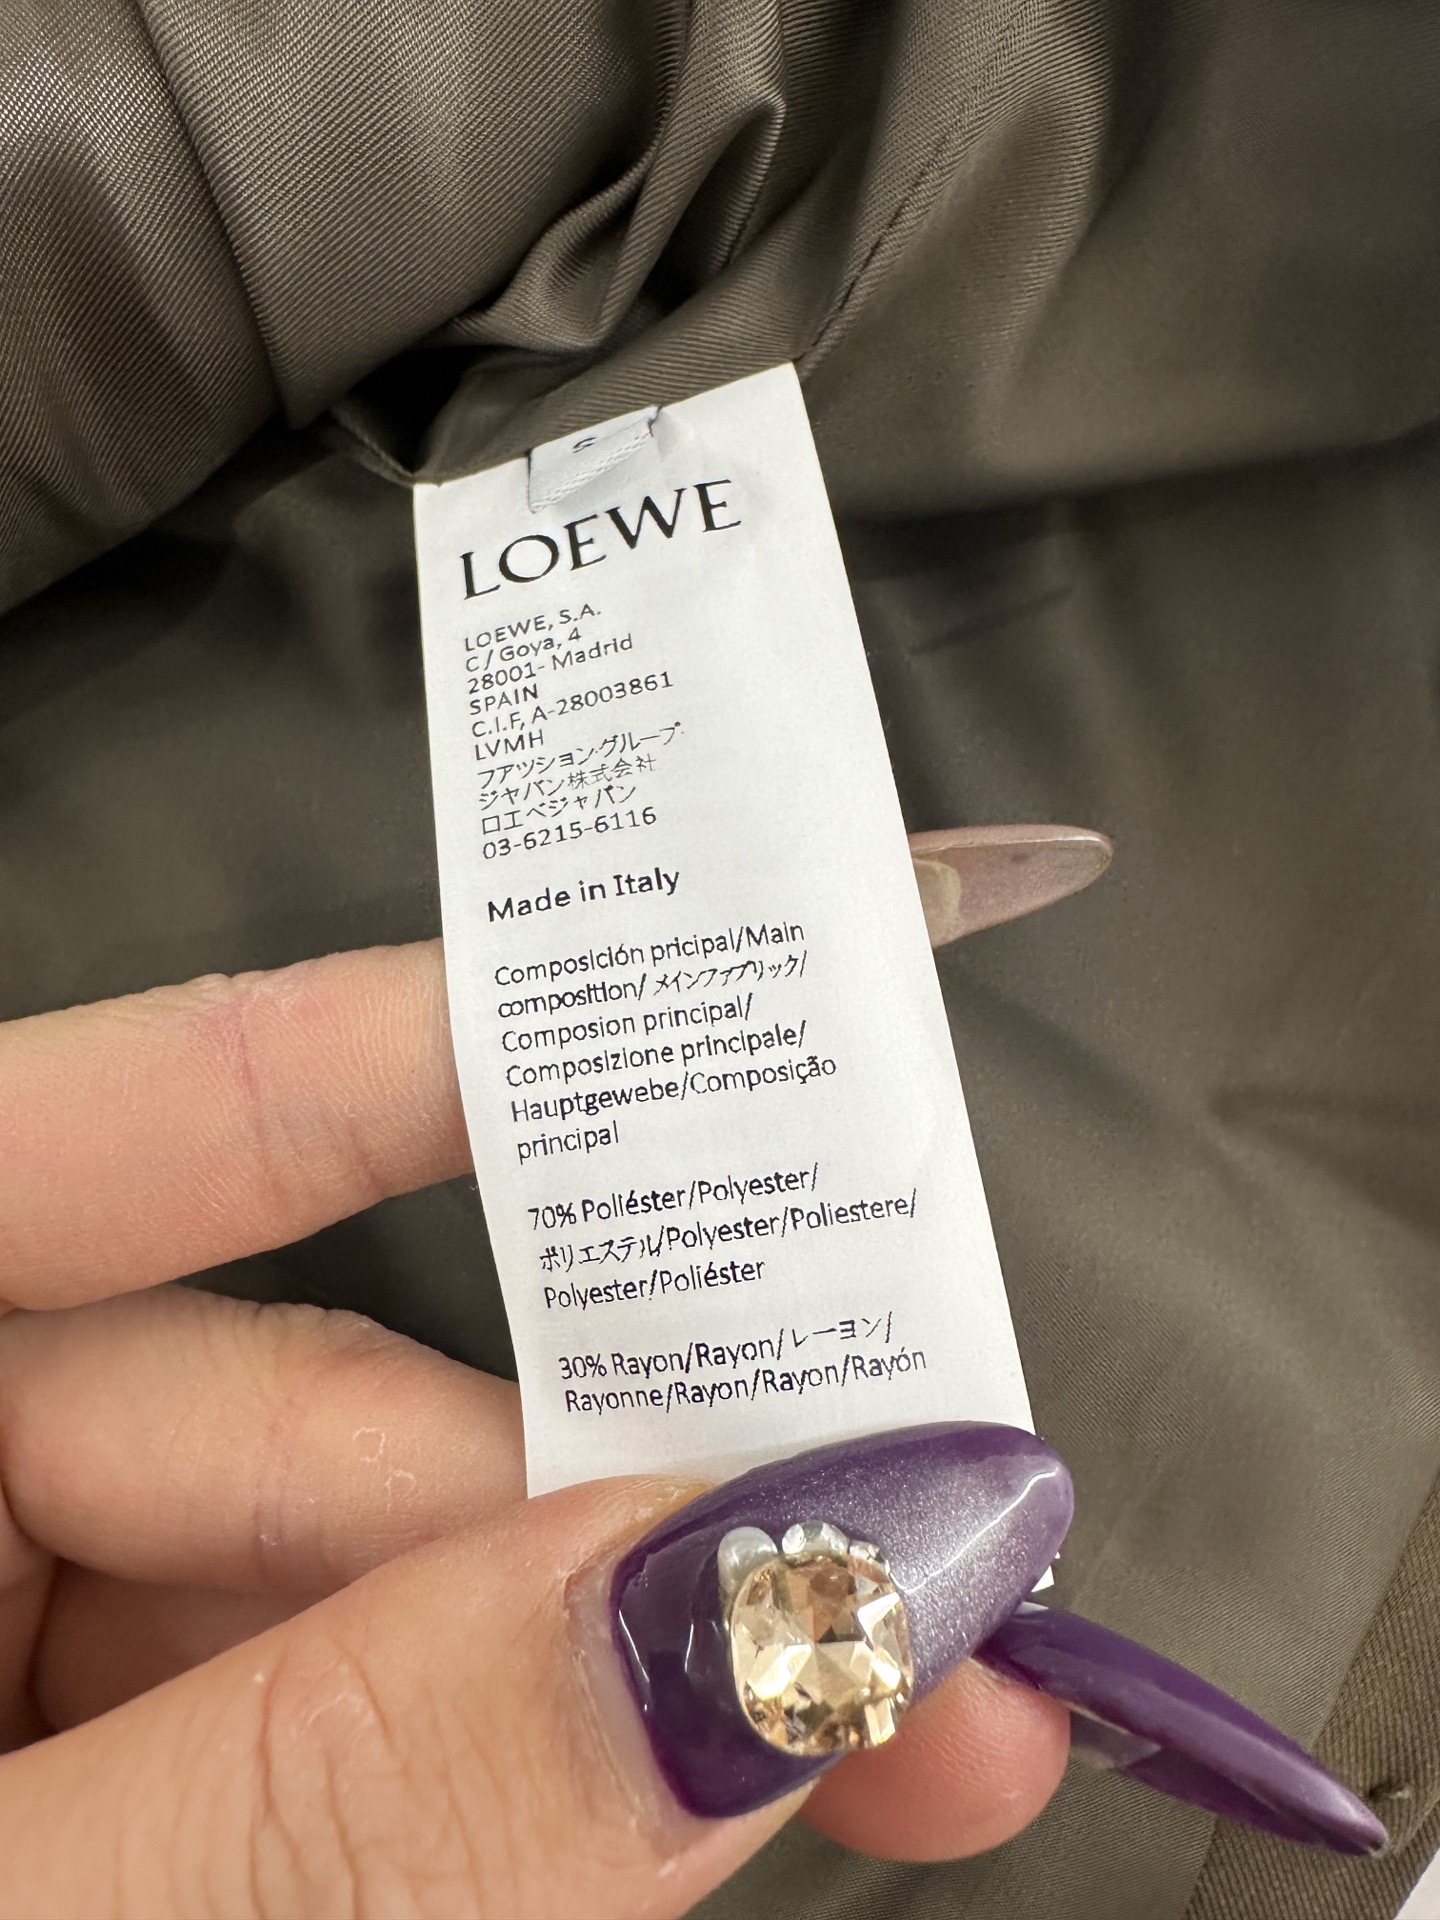 S
LOEWE
LOEWE, S.A.
C / Goya, 4
28001- Madrid
SPAIN
C.I.F, A-28003861
LVMH
ファツション·グループ·
ジャパン株式会社
ロエベジャパン
03-6215-6116
Made in Italy
Composición pricipal/Main
composition/ メインファブリック/
Composion principal/
Composizione principale/
Hauptgewebe/Composição
principal
70% Poliéster/Polyester/
ポリエステル/Polyester/Poliestere/
Polyester/Poliéster
30% Rayon/Rayon/レーヨン/
Rayonne/Rayon/Rayon/Rayón